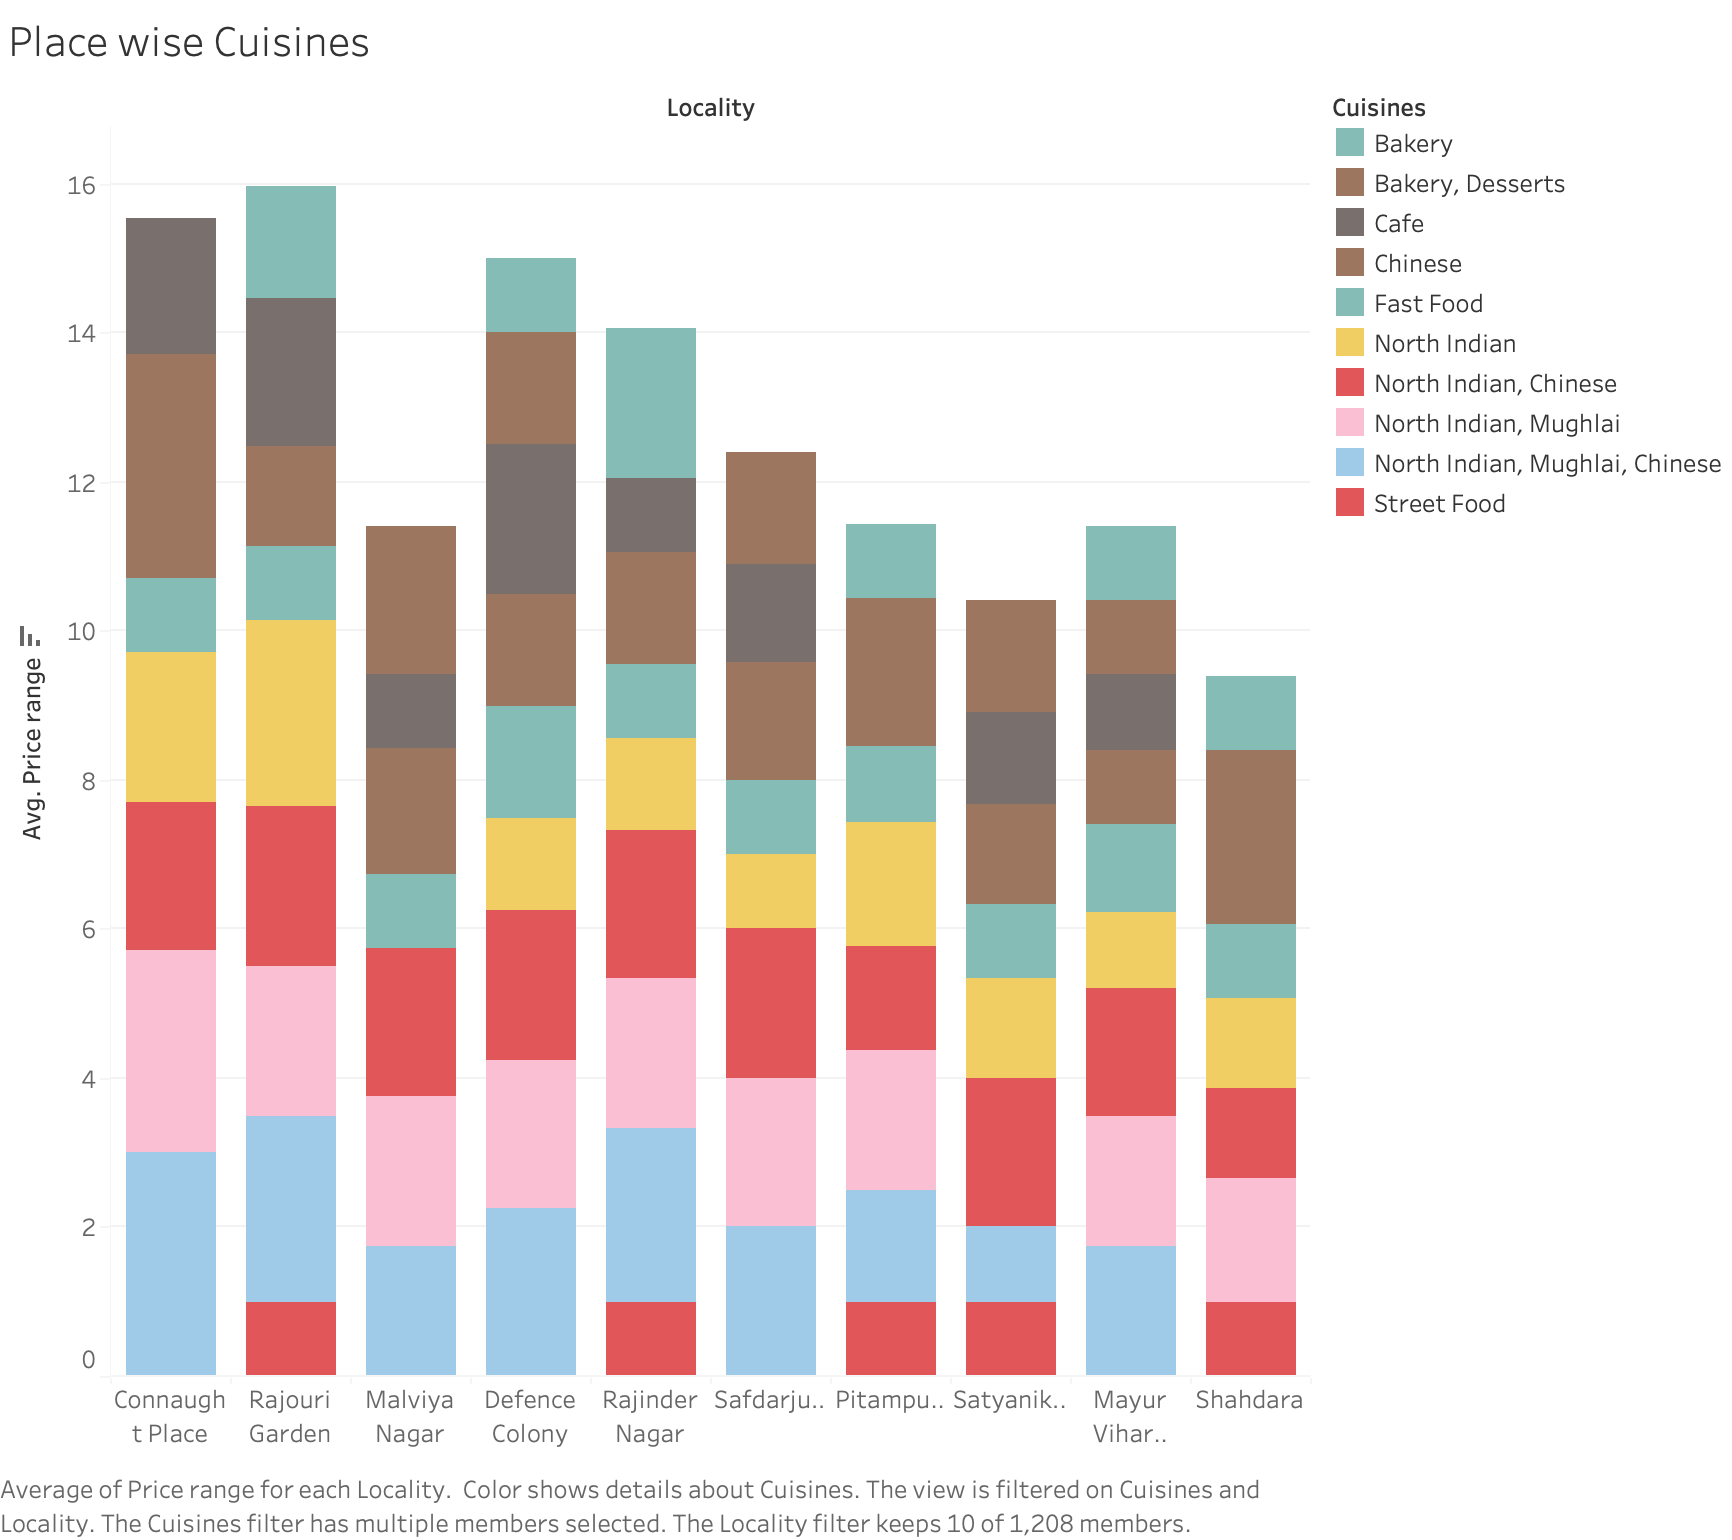 Place wise Cuisines
Locality
Cuisines
Bakery
Bakery, Desserts
Cafe
Chinese
Fast Food
North Indian
North Indian, Chinese
North Indian, Mughlai
North Indian, Mughlai, Chinese
Street Food
Avg. Price range
16
14
12
10
8
6
4
2
0
Connaugh
t Place
Rajouri
Garden
Malviya
Nagar
Defence
Colony
Rajinder
Nagar
Safdarju..
Pitampu..
Satyanik..
Mayur
Vihar..
Shahdara
Average of Price range for each Locality.  Color shows details about Cuisines. The view is filtered on Cuisines and
Locality. The Cuisines filter has multiple members selected. The Locality filter keeps 10 of 1,208 members.